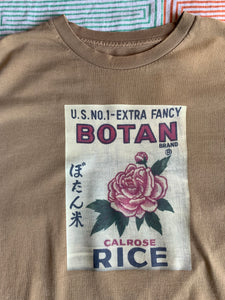 U.S. NO.1-EXTRA FANCY
BOTAN
BRAND
®
ぼたん米
CALROSE
RICE